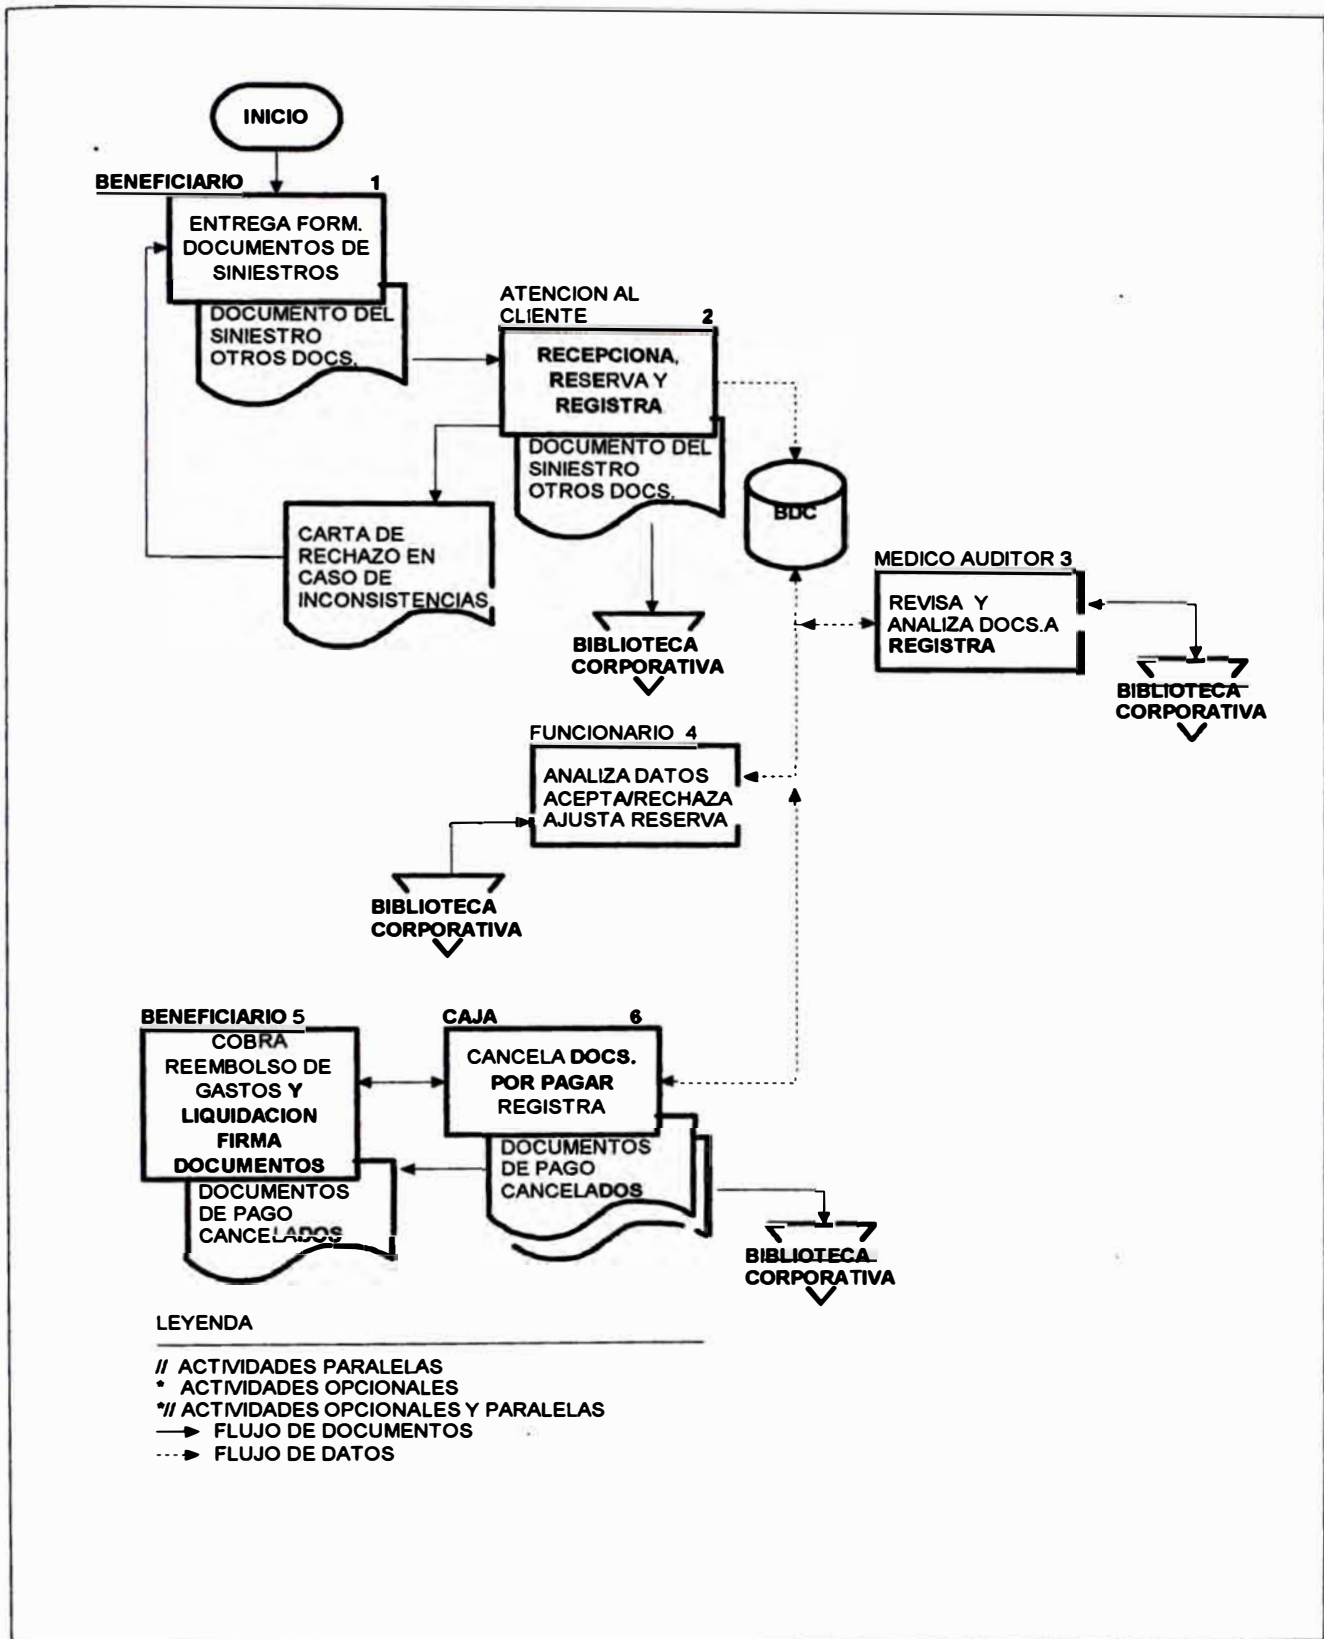 INICIO
BENEFICIARIO 1
ENTREGA FORM.
DOCUMENTOS DE
SINIESTROS
DOCUMENTO DEL
SINIESTRO
OTROS DOCS.
ATENCION AL
CLIENTE 2
RECEPCIONA,
RESERVA Y
REGISTRA
DOCUMENTO DEL
SINIESTRO
OTROS DOCS.
BDC
CARTA DE
RECHAZO EN
CASO DE
INCONSISTENCIAS
BIBLIOTECA
CORPORATIVA
MEDICO AUDITOR 3
REVISA Y
ANALIZA DOCS.A
REGISTRA
BIBLIOTECA
CORPORATIVA
FUNCIONARIO 4
ANALIZA DATOS
ACEPTA/RECHAZA
AJUSTA RESERVA
BIBLIOTECA
CORPORATIVA
BENEFICIARIO 5
COBRA
REEMBOLSO DE
GASTOS Y
LIQUIDACION
FIRMA
DOCUMENTOS
DOCUMENTOS
DE PAGO
CANCELADOS
CAJA 6
CANCELA DOCS.
POR PAGAR
REGISTRA
DOCUMENTOS
DE PAGO
CANCELADOS
BIBLIOTECA
CORPORATIVA
LEYENDA
// ACTIVIDADES PARALELAS
* ACTIVIDADES OPCIONALES
*// ACTIVIDADES OPCIONALES Y PARALELAS
FLUJO DE DOCUMENTOS
FLUJO DE DATOS